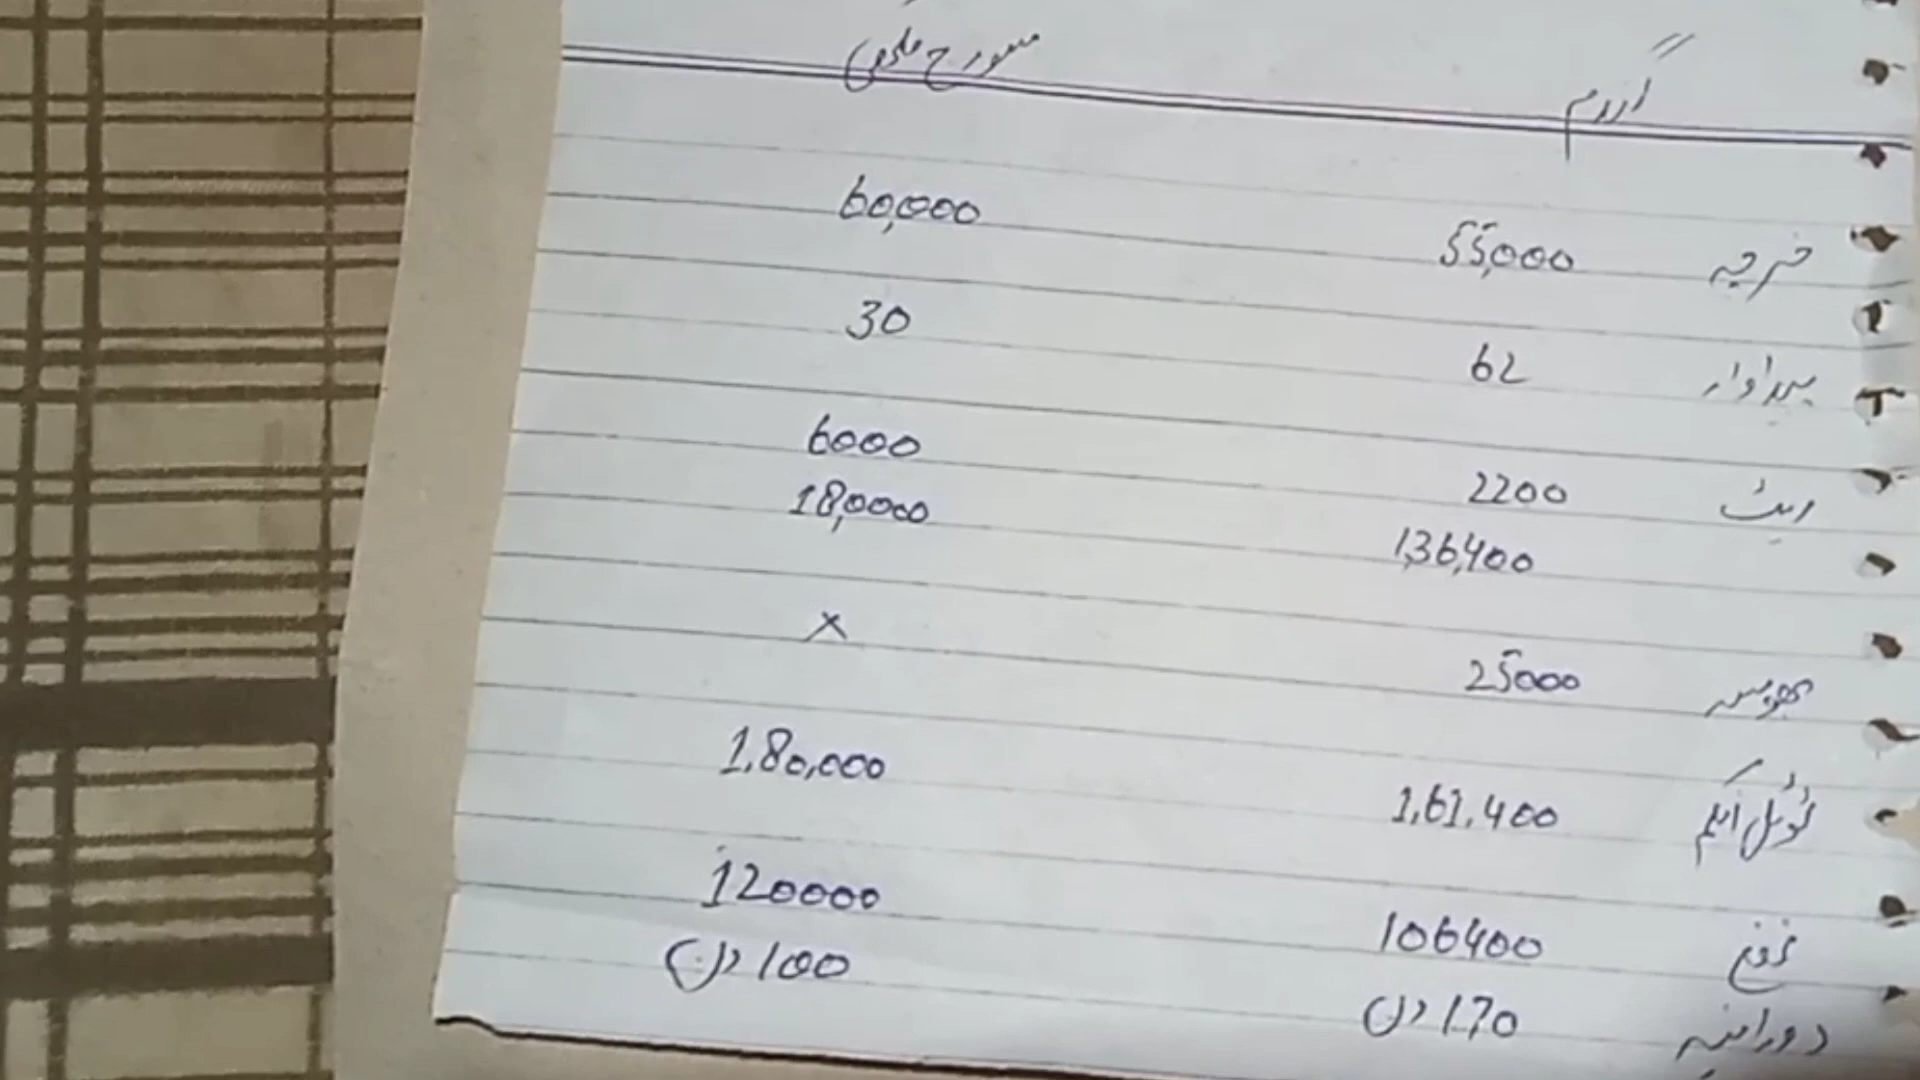 گندم سورج مکھی
خرچہ 55,000 60,000
پیداوار 62 30
ریٹ 2200 6000
1,36,400 18,0000
بھوسہ 25000 ×
ٹوٹل رقم 1,61,400 1,80,000
نفع 106400 120000
دورانیہ 170 دن 100 دن